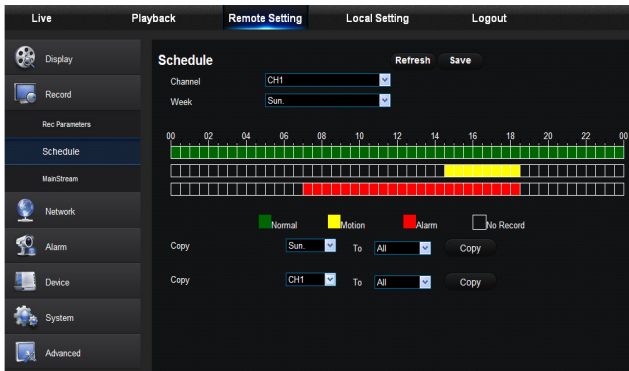 Live Playback Remote Setting Local Setting Logout
Display
Record
Rec Parameters
Schedule
MainStream
Network
Alarm
Device
System
Advanced
Schedule Refresh Save
Channel CH1
Week Sun.
00 02 04 06 08 10 12 14 16 18 20 22 00
Normal Motion Alarm No Record
Copy Sun. To All Copy
Copy CH1 To All Copy